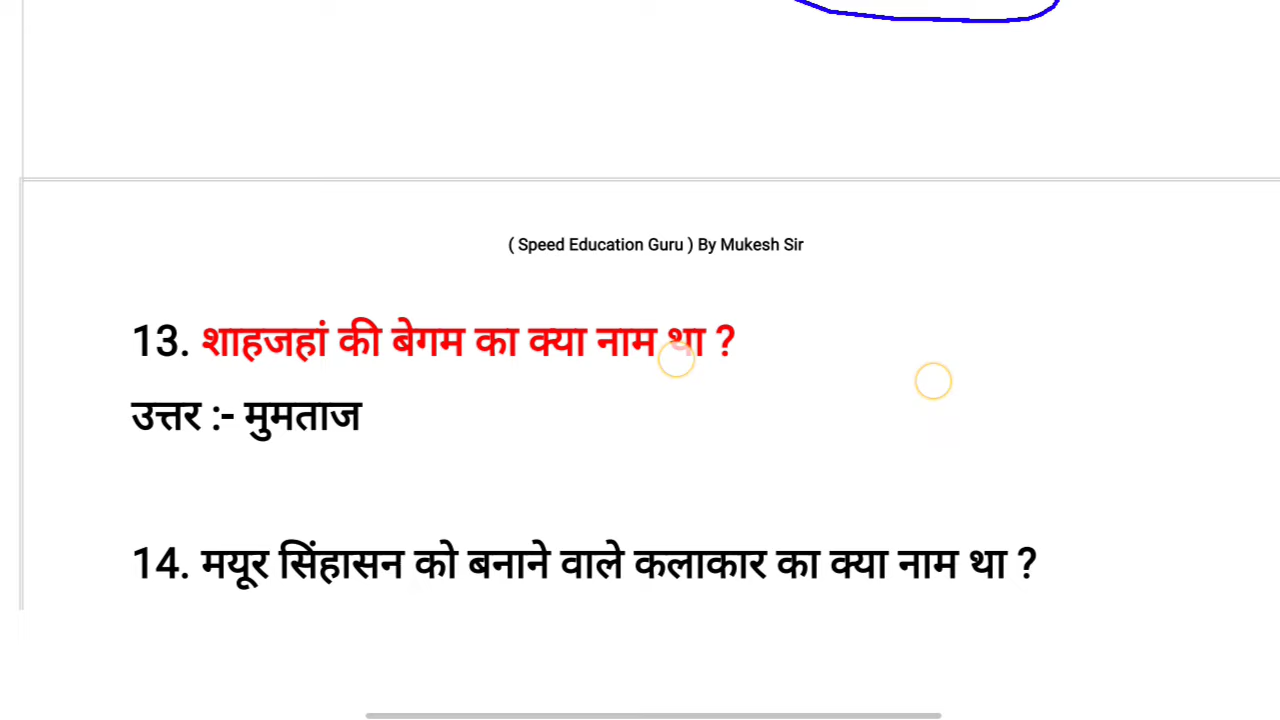 ( Speed Education Guru ) By Mukesh Sir
13. शाहजहां की बेगम का क्या नाम था ?
उत्तर :- मुमताज
14. मयूर सिंहासन को बनाने वाले कलाकार का क्या नाम था ?